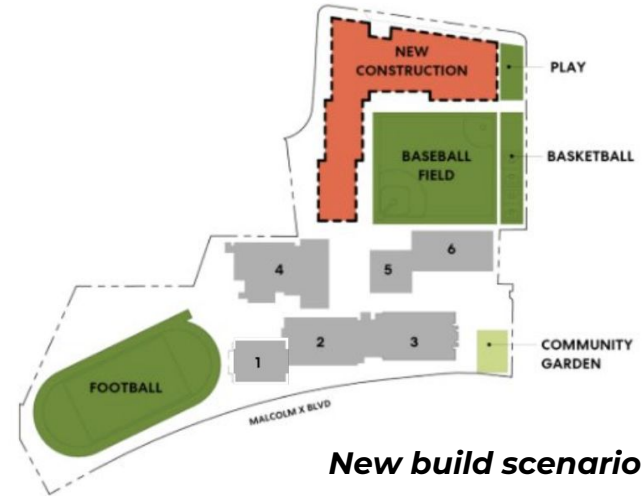 NEW
CONSTRUCTION
PLAY
BASEBALL
FIELD
BASKETBALL
6
4
5
2
3
1
COMMUNITY
GARDEN
FOOTBALL
MALCOLM X BLVD
New build scenario